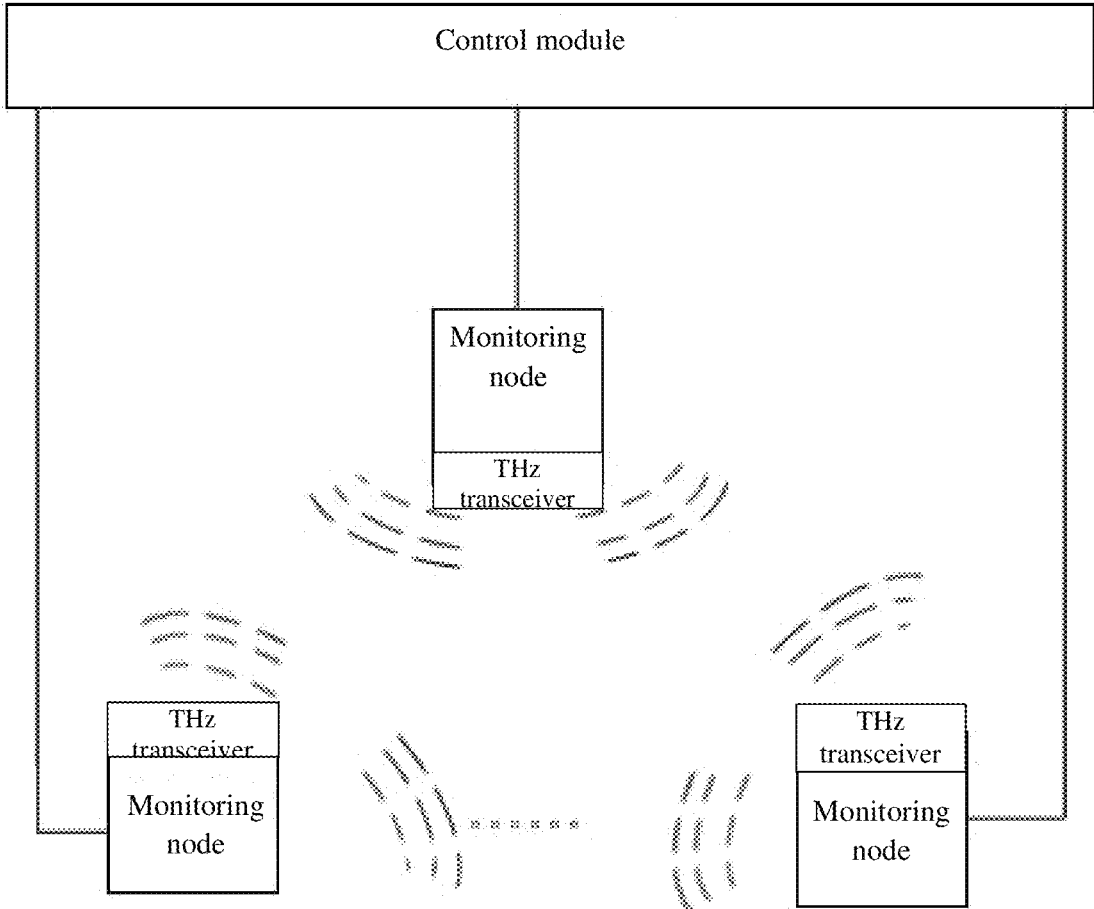 Control module
Monitoring
node
THz
transceiver
THz
transceiver
Monitoring
node
THz
transceiver
Monitoring
node